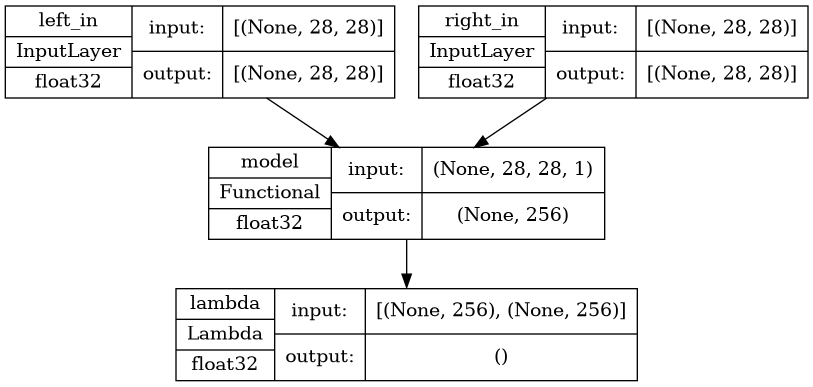 left_in
InputLayer
float32
input:
output:
[(None, 28, 28)]
[(None, 28, 28)]
right_in
InputLayer
float32
input:
output:
[(None, 28, 28)]
[(None, 28, 28)]
model
Functional
float32
input:
output:
(None, 28, 28, 1)
(None, 256)
lambda
Lambda
float32
input:
output:
[(None, 256), (None, 256)]
()